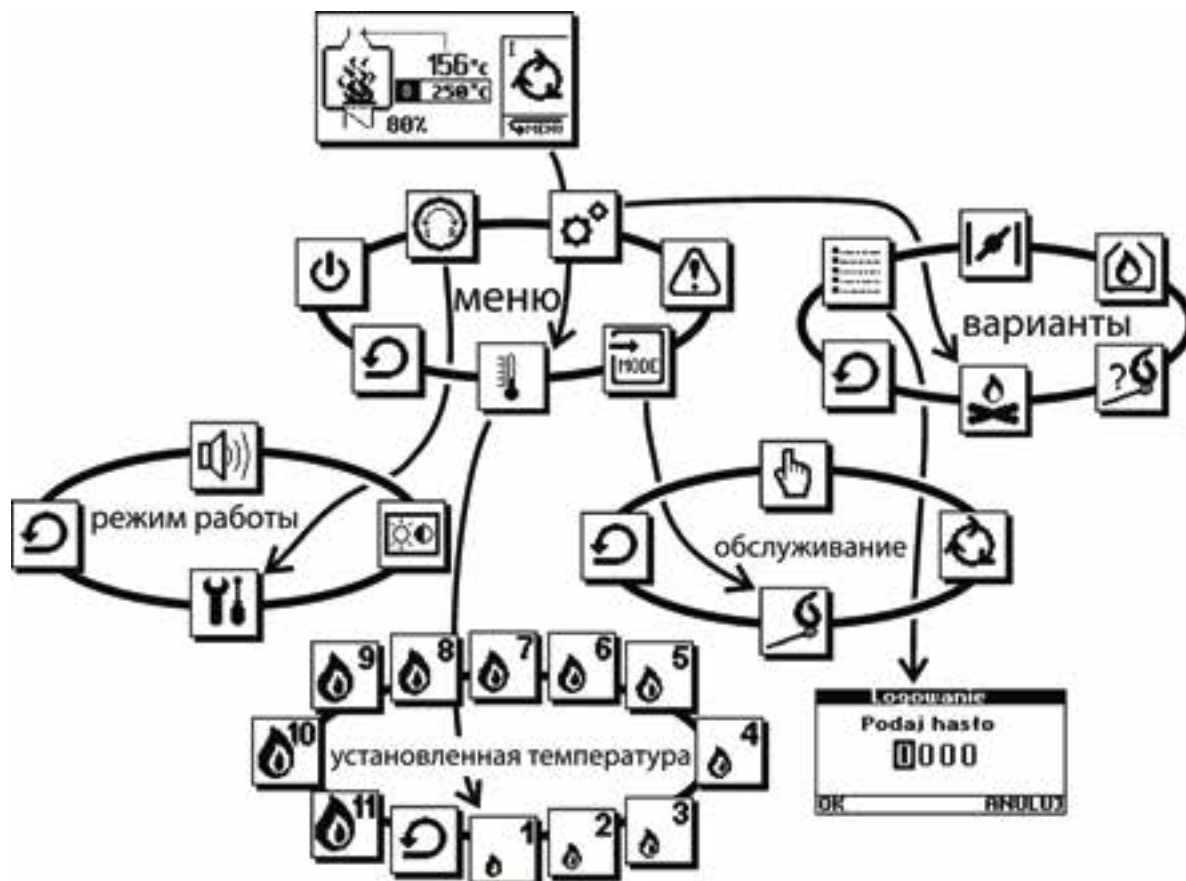 156°C
250°C
80%
MENU
меню
MODE
варианты
?
режим работы
обслуживание
9 8 7 6 5
10 4
установленная температура
11 1 2 3
Logowanie
Podaj hasło
0000
OK ANULUJ